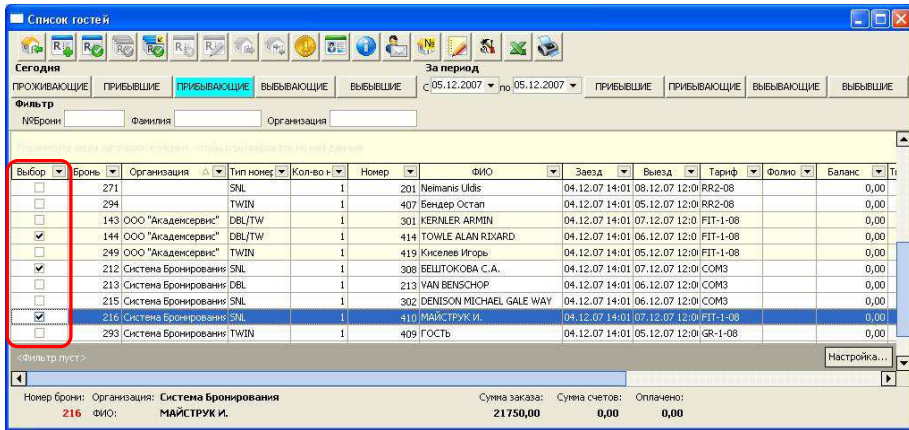 Список гостей
Сегодня За период
ПРОЖИВАЮЩИЕ ПРИБЫВШИЕ ПРИБЫВАЮЩИЕ ВЫБЫВАЮЩИЕ ВЫБЫВШИЕ С 05.12.2007 по 05.12.2007 ПРИБЫВШИЕ ПРИБЫВАЮЩИЕ ВЫБЫВАЮЩИЕ ВЫБЫВШИЕ
Фильтр
№Брони Фамилия Организация
Выбор Бронь Организация Тип номер Кол-во н Номер ФИО Заезд Выезд Тариф Фолио Баланс
271 SNL 1 201 Neimanis Uldis 04.12.07 14:01 08.12.07 12:0 RR2-08 0,00
294 TWIN 1 407 Бендер Остап 04.12.07 14:01 05.12.07 12:0 RR2-08 0,00
143 ООО "Академсервис" DBL/TW 1 301 KERNLER ARMIN 04.12.07 14:01 07.12.07 12:0 FIT-1-08 0,00
144 ООО "Академсервис" DBL/TW 1 414 TOWLE ALAN RIXARD 04.12.07 14:01 06.12.07 12:0 FIT-1-08 0,00
249 ООО "Академсервис" TWIN 1 419 Киселев Игорь 04.12.07 14:01 05.12.07 12:0 FIT-1-08 0,00
212 Система Бронирования SNL 1 308 БЕШТОКОВА С.А. 04.12.07 14:01 07.12.07 12:0 COM3 0,00
213 Система Бронирования DBL 1 213 VAN BENSCHOP 04.12.07 14:01 06.12.07 12:0 COM3 0,00
215 Система Бронирования SNL 1 302 DENISON MICHAEL GALE WAY 04.12.07 14:01 06.12.07 12:0 COM3 0,00
216 Система Бронирования SNL 1 410 МАЙСТРУК И. 04.12.07 14:01 07.12.07 12:0 FIT-1-08 0,00
293 Система Бронирования TWIN 1 409 ГОСТЬ 04.12.07 14:01 05.12.07 12:0 GR-1-08 0,00
<Фильтр пуст> Настройка...
Номер брони: Организация: Система Бронирования Сумма заказа: Сумма счетов: Оплачено:
216 ФИО: МАЙСТРУК И. 21750,00 0,00 0,00